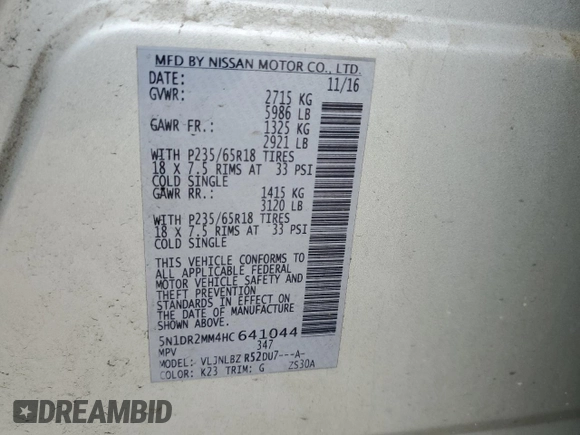 MFD BY NISSAN MOTOR CO., LTD.
DATE: 11/16
GVWR: 2715 KG
5986 LB
GAWR FR.: 1325 KG
2921 LB
WITH P235/65R18 TIRES
18 X 7.5 RIMS AT 33 PSI
COLD SINGLE
GAWR RR.: 1415 KG
3120 LB
WITH P235/65R18 TIRES
18 X 7.5 RIMS AT 33 PSI
COLD SINGLE
THIS VEHICLE CONFORMS TO
ALL APPLICABLE FEDERAL
MOTOR VEHICLE SAFETY AND
THEFT PREVENTION
STANDARDS IN EFFECT ON
THE DATE OF MANUFACTURE
SHOWN ABOVE.
5N1DR2MM4HC641044
MPV 347
MODEL: VLJNLBZ R52DU7---A-
COLOR: K23 TRIM: G ZS30A
DREAMBID